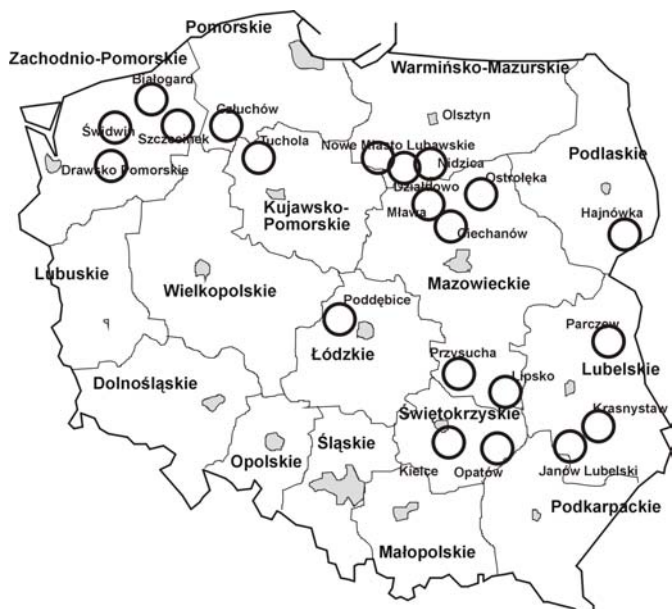 Pomorskie
Zachodnio-Pomorskie
Białogard
Warmińsko-Mazurskie
Świdwin
Szczecinek
Człuchów
Olsztyn
Tuchola
Nowe Miasto Lubawskie
Nidzica
Podlaskie
Drawsko Pomorskie
Działdowo
Ostrołęka
Kujawsko-
Pomorskie
Mława
Hajnówka
Ciechanów
Lubuskie
Wielkopolskie
Mazowieckie
Poddębice
Parczew
Łódzkie
Przysucha
Lubelskie
Dolnośląskie
Lipsko
Świętokrzyskie
Krasnystaw
Śląskie
Opolskie
Kielce
Opatów
Janów Lubelski
Podkarpackie
Małopolskie